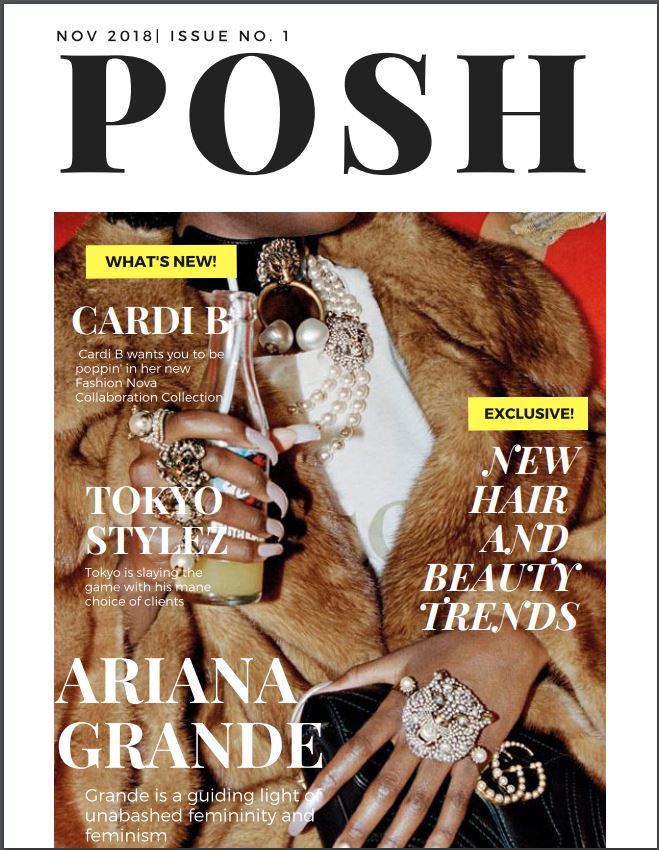 NOV 2018| ISSUE NO. 1
POSH
WHAT'S NEW!
CARDI B
Cardi B wants you to be
poppin' in her new
Fashion Nova
Collaboration Collection
EXCLUSIVE!
NEW
HAIR
AND
BEAUTY
TRENDS
TOKYO
STYLEZ
Tokyo is slaying the
game with his mane
choice of clients
ARIANA
GRANDE
Grande is a guiding light of
unabashed femininity and
feminism